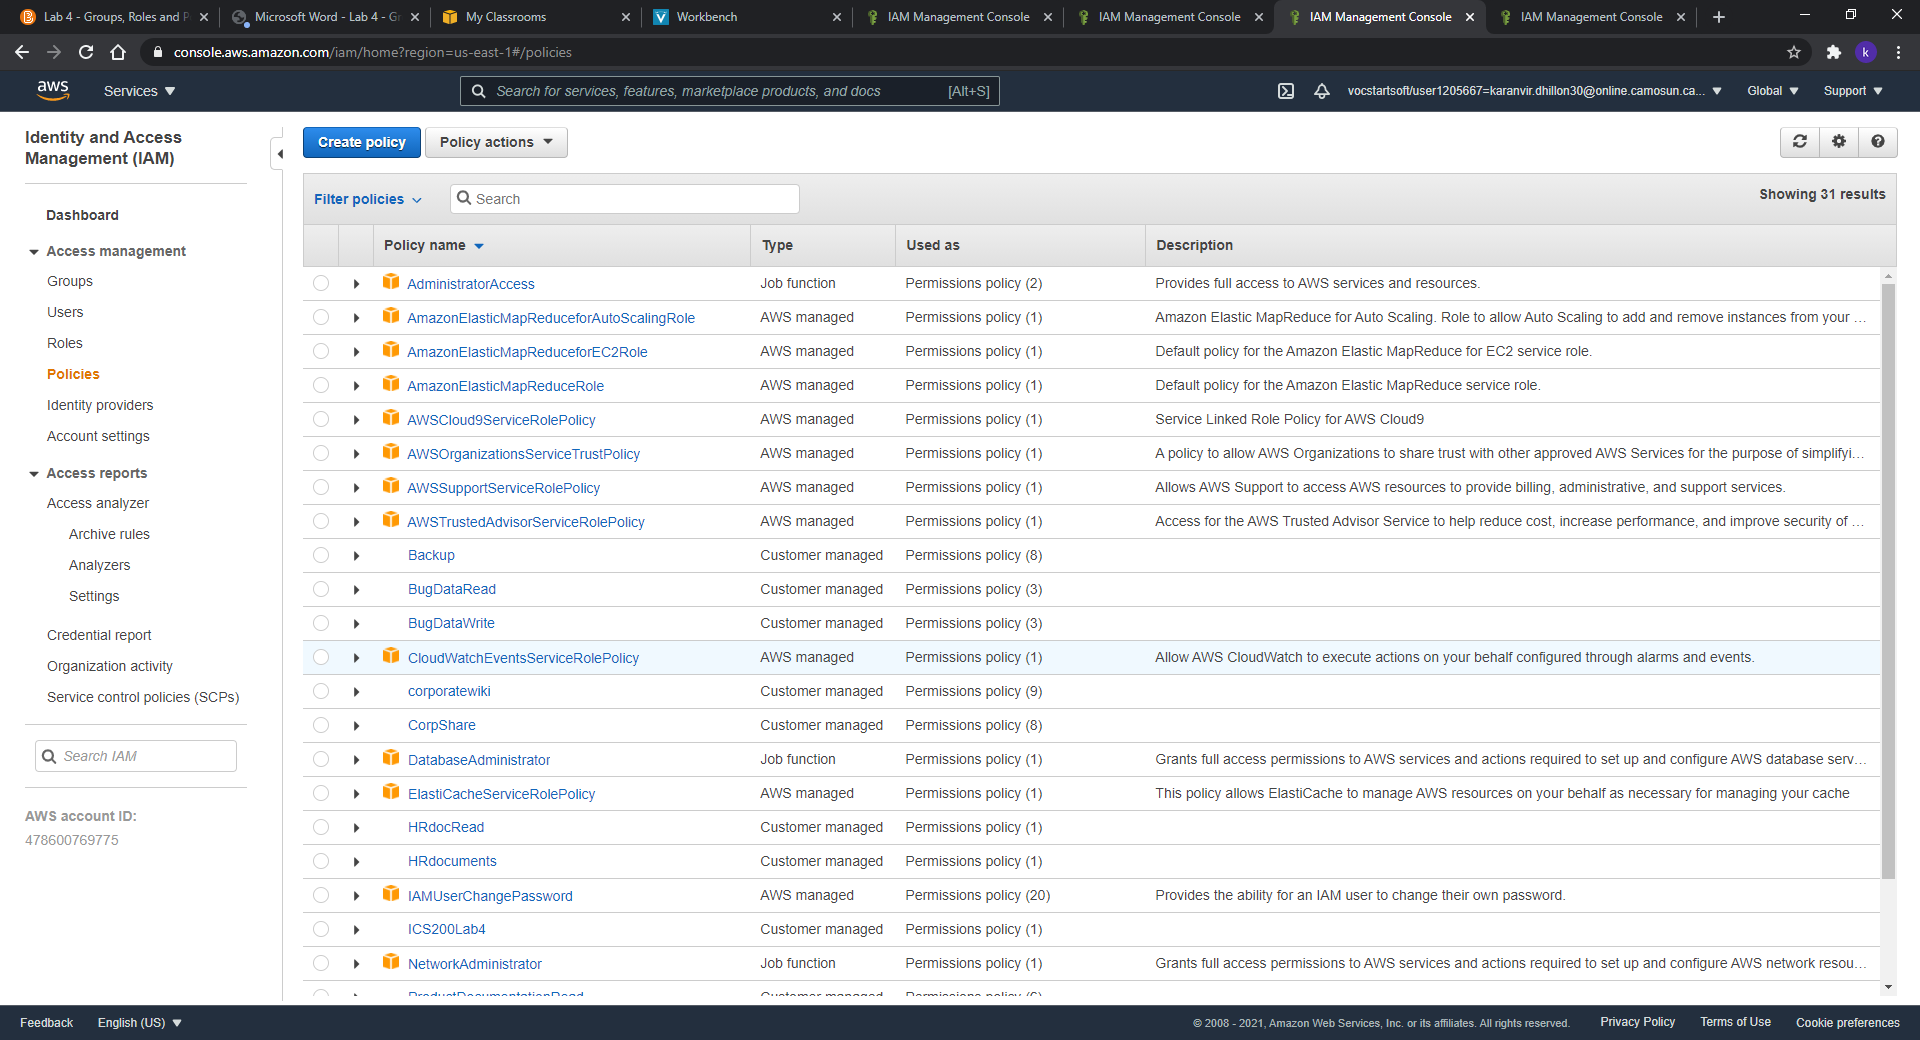 Lab 4 - Groups, Roles and P
Microsoft Word - Lab 4 - Gr
My Classrooms
Workbench
IAM Management Console
IAM Management Console
IAM Management Console
IAM Management Console
console.aws.amazon.com/iam/home?region=us-east-1#/policies
k
aws
Services
Search for services, features, marketplace products, and docs [Alt+S]
vocstartsoft/user1205667=karanvir.dhillon30@online.camosun.ca...
Global
Support
Identity and Access
Management (IAM)
Dashboard
Access management
Groups
Users
Roles
Policies
Identity providers
Account settings
Access reports
Access analyzer
Archive rules
Analyzers
Settings
Credential report
Organization activity
Service control policies (SCPs)
Search IAM
AWS account ID:
478600769775
Create policy
Policy actions
Filter policies
Search
Showing 31 results
Policy name Type Used as Description
AdministratorAccess Job function Permissions policy (2) Provides full access to AWS services and resources.
AmazonElasticMapReduceforAutoScalingRole AWS managed Permissions policy (1) Amazon Elastic MapReduce for Auto Scaling. Role to allow Auto Scaling to add and remove instances from your ...
AmazonElasticMapReduceforEC2Role AWS managed Permissions policy (1) Default policy for the Amazon Elastic MapReduce for EC2 service role.
AmazonElasticMapReduceRole AWS managed Permissions policy (1) Default policy for the Amazon Elastic MapReduce service role.
AWSCloud9ServiceRolePolicy AWS managed Permissions policy (1) Service Linked Role Policy for AWS Cloud9
AWSOrganizationsServiceTrustPolicy AWS managed Permissions policy (1) A policy to allow AWS Organizations to share trust with other approved AWS Services for the purpose of simplifyi...
AWSSupportServiceRolePolicy AWS managed Permissions policy (1) Allows AWS Support to access AWS resources to provide billing, administrative, and support services.
AWSTrustedAdvisorServiceRolePolicy AWS managed Permissions policy (1) Access for the AWS Trusted Advisor Service to help reduce cost, increase performance, and improve security of ...
Backup Customer managed Permissions policy (8)
BugDataRead Customer managed Permissions policy (3)
BugDataWrite Customer managed Permissions policy (3)
CloudWatchEventsServiceRolePolicy AWS managed Permissions policy (1) Allow AWS CloudWatch to execute actions on your behalf configured through alarms and events.
corporatewiki Customer managed Permissions policy (9)
CorpShare Customer managed Permissions policy (8)
DatabaseAdministrator Job function Permissions policy (1) Grants full access permissions to AWS services and actions required to set up and configure AWS database serv...
ElastiCacheServiceRolePolicy AWS managed Permissions policy (1) This policy allows ElastiCache to manage AWS resources on your behalf as necessary for managing your cache
HRdocRead Customer managed Permissions policy (1)
HRdocuments Customer managed Permissions policy (1)
IAMUserChangePassword AWS managed Permissions policy (20) Provides the ability for an IAM user to change their own password.
ICS200Lab4 Customer managed Permissions policy (1)
NetworkAdministrator Job function Permissions policy (1) Grants full access permissions to AWS services and actions required to set up and configure AWS network resou...
ProductDocumentationRead Customer managed Permissions policy
Feedback
English (US)
© 2008 - 2021, Amazon Web Services, Inc. or its affiliates. All rights reserved.
Privacy Policy
Terms of Use
Cookie preferences